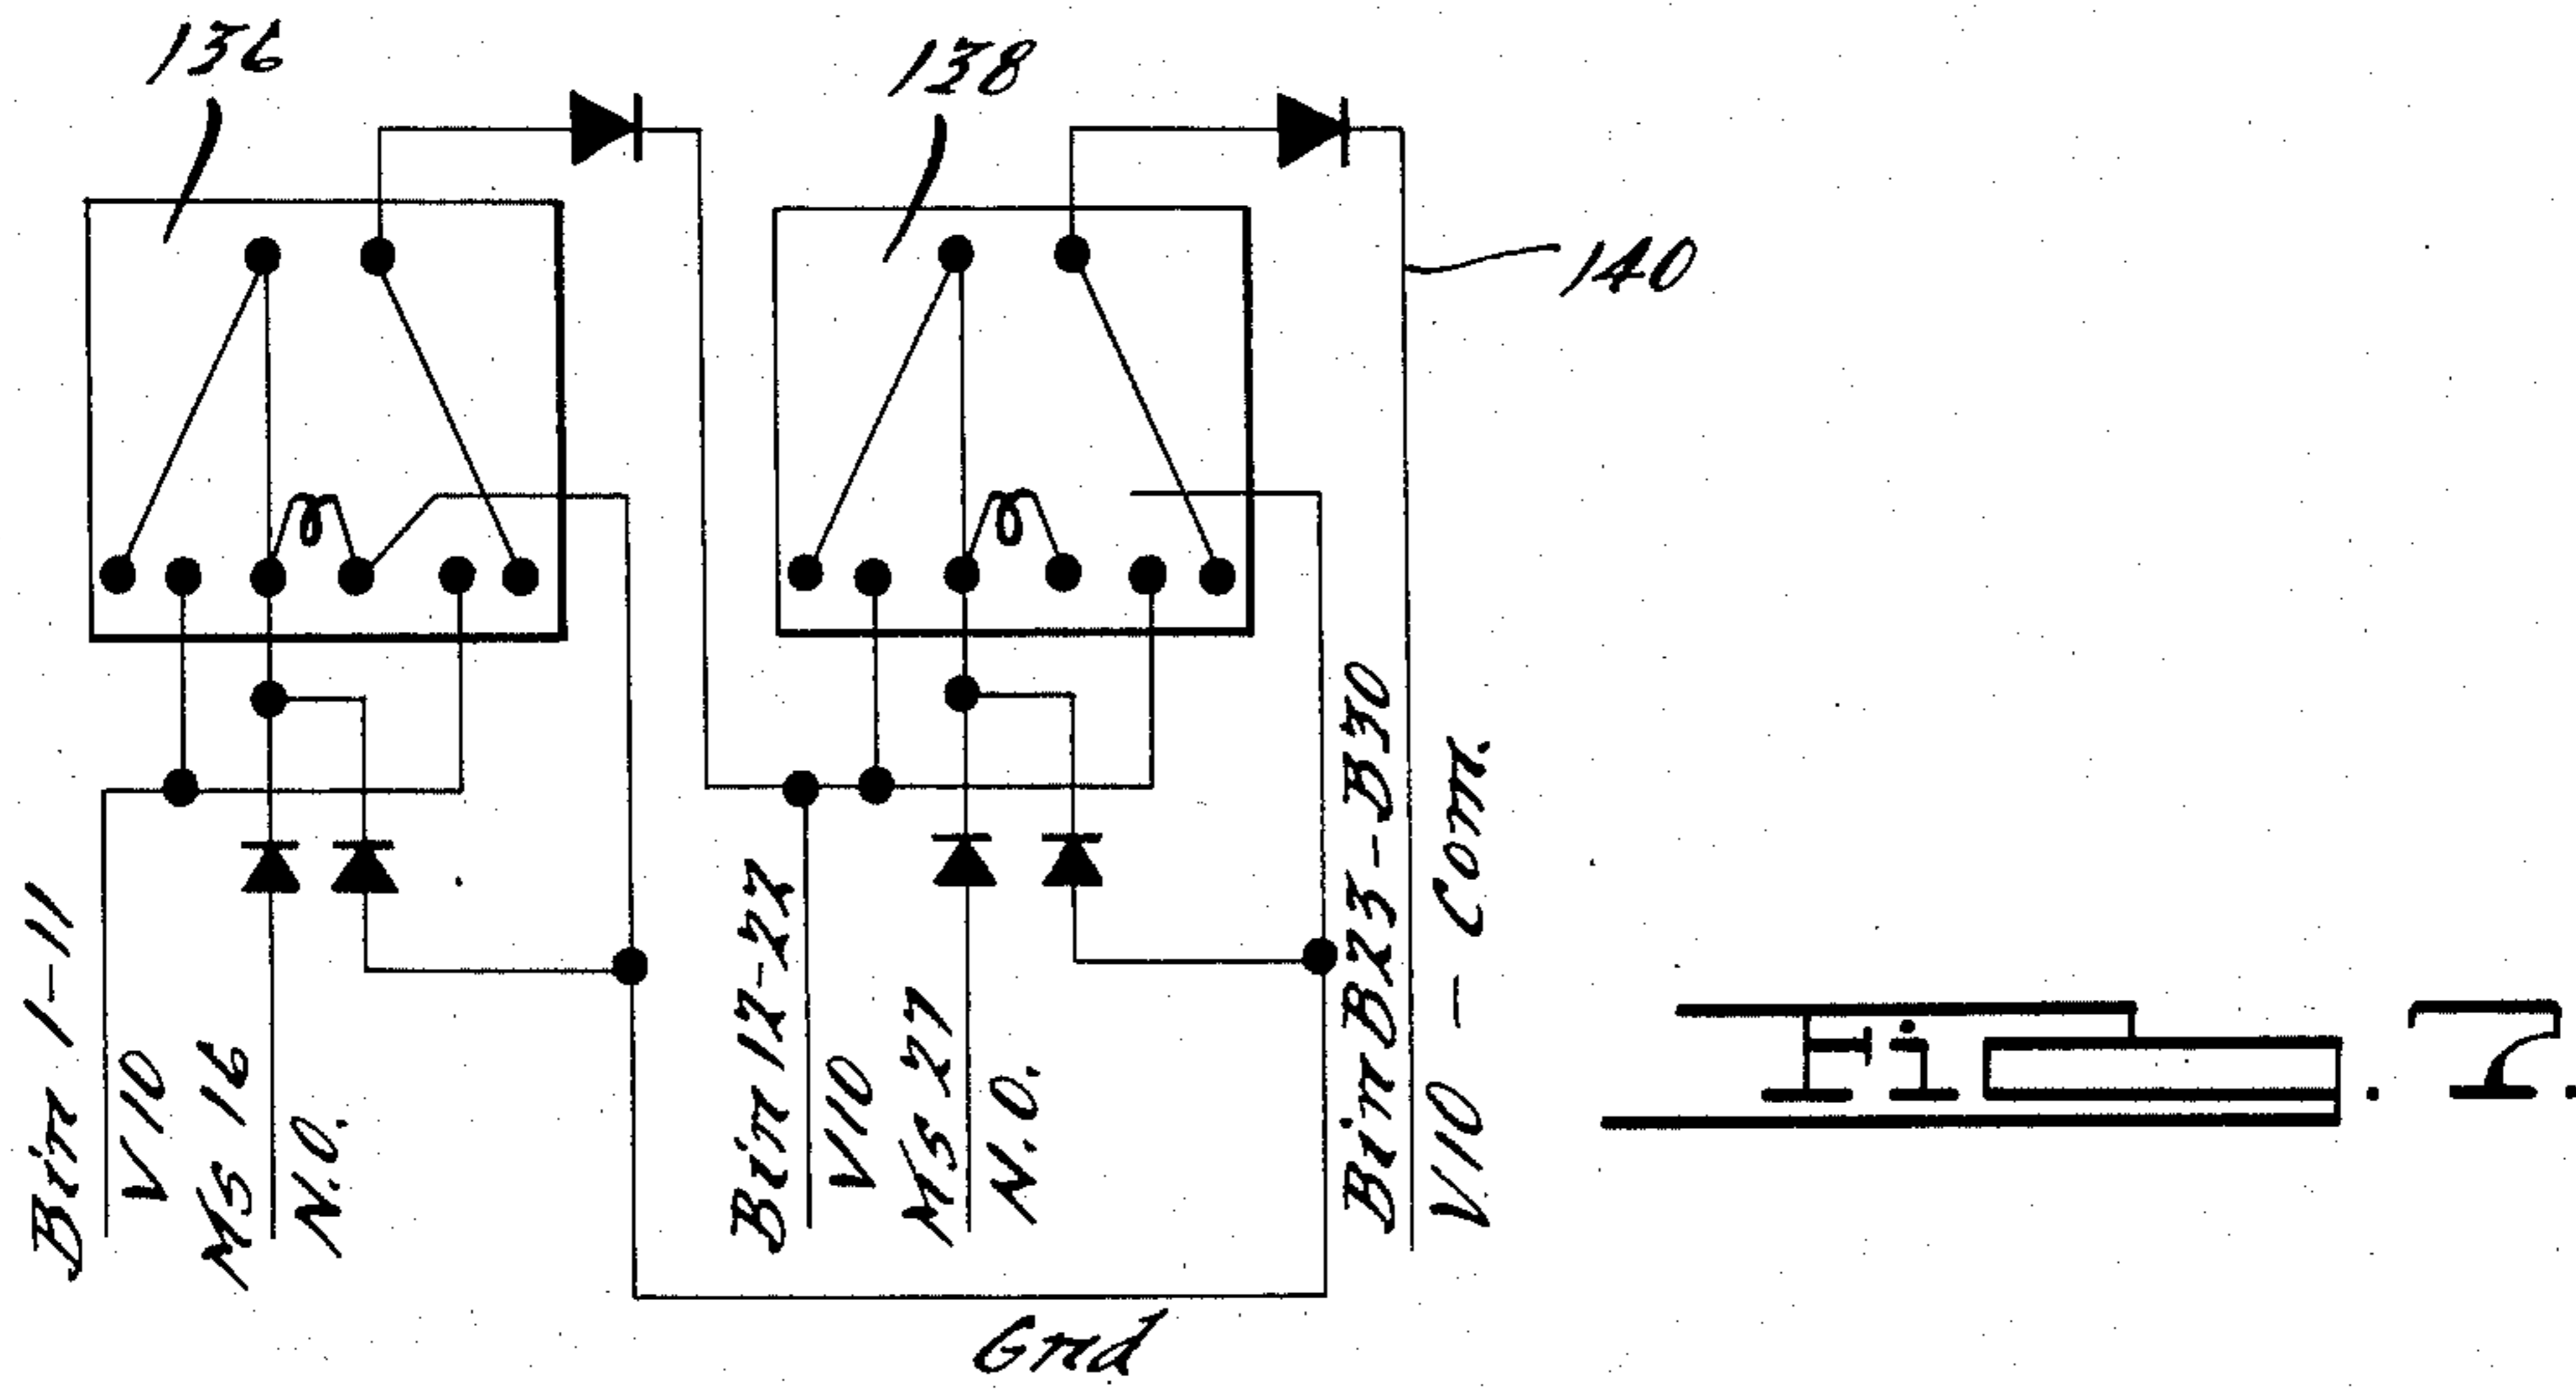 136
138
140
Bin 1-11
V10
MS 16
N.O.
Bin 12-22
V10
MS 27
N.O.
Bin B23-B30
V10 - Com.
Gnd
Fig. 7.